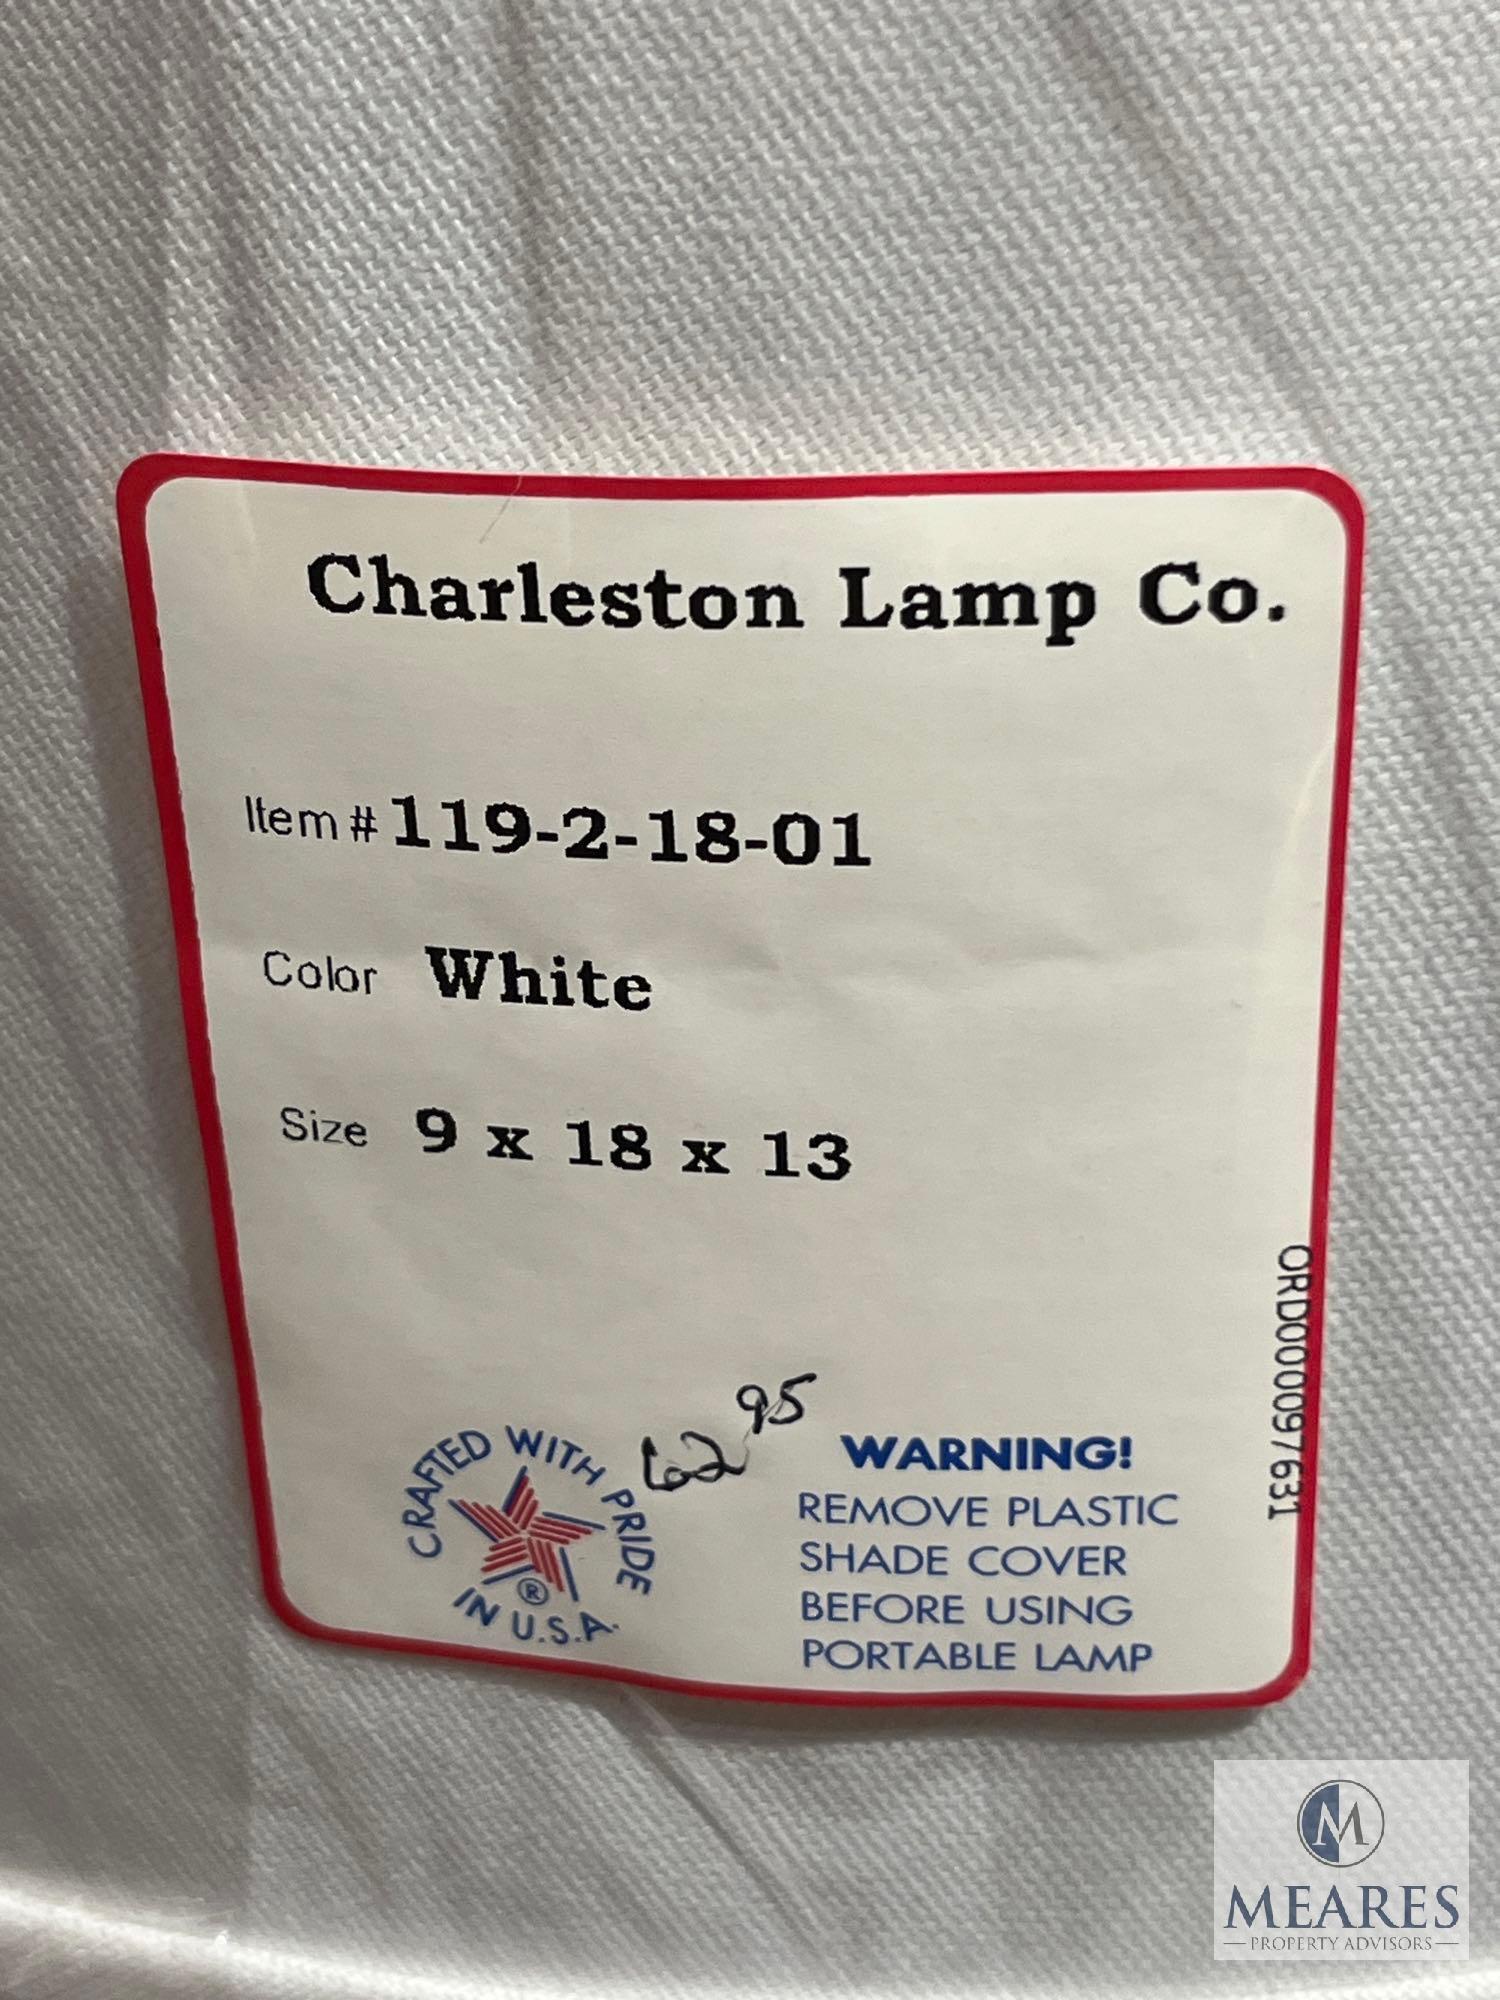 Charleston Lamp Co.
Item # 119-2-18-01
Color White
Size 9 x 18 x 13
ORD000097631
62 95
CRAFTED WITH PRIDE
IN U.S.A.
®
WARNING!
REMOVE PLASTIC
SHADE COVER
BEFORE USING
PORTABLE LAMP
M
MEARES
PROPERTY ADVISORS